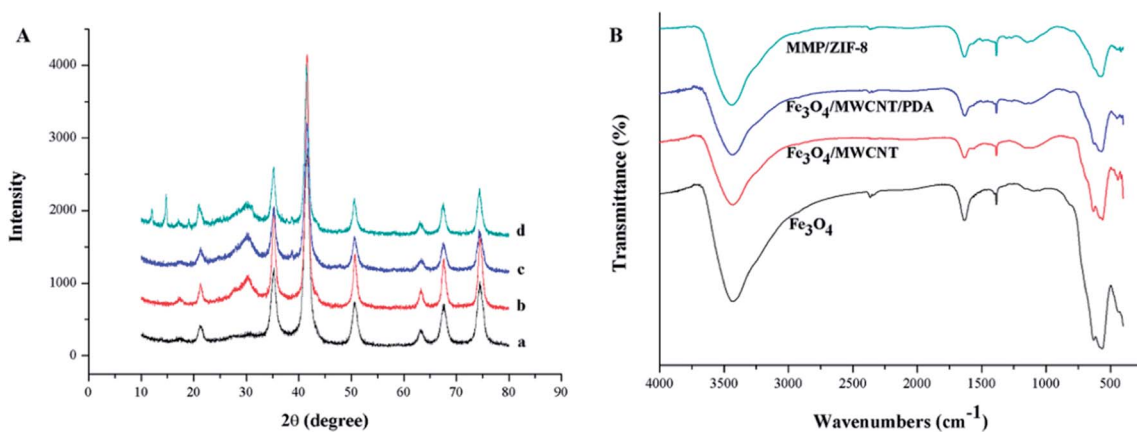 A
Intensity
4000
3000
2000
1000
0
d
c
b
a
0 10 20 30 40 50 60 70 80 90
2θ (degree)
B
Transmittance (%)
MMP/ZIF-8
Fe₃O₄/MWCNT/PDA
Fe₃O₄/MWCNT
Fe₃O₄
4000 3500 3000 2500 2000 1500 1000 500
Wavenumbers (cm⁻¹)